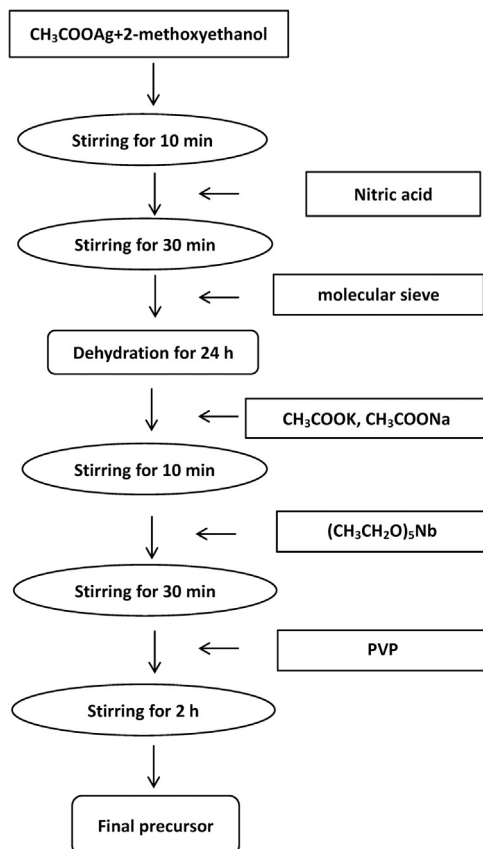 CH₃COOAg+2-methoxyethanol
Stirring for 10 min
Nitric acid
Stirring for 30 min
molecular sieve
Dehydration for 24 h
CH₃COOK, CH₃COONa
Stirring for 10 min
(CH₃CH₂O)₅Nb
Stirring for 30 min
PVP
Stirring for 2 h
Final precursor